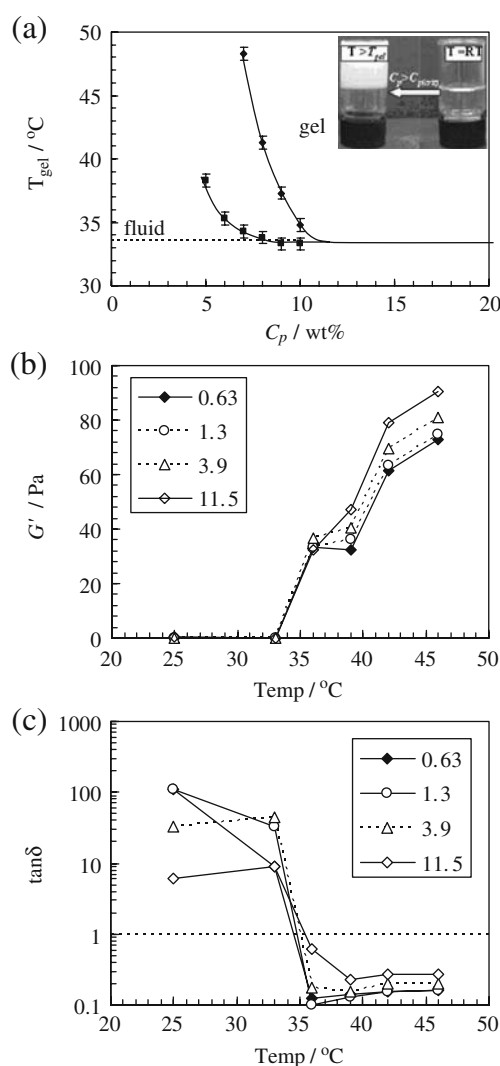 (a)
50
45
40
35
30
T_gel / °C
gel
fluid
T > T_gel
T = RT
C_p > C_p(crit)
0 5 10 15 20
C_p / wt%
(b)
100
80
60
40
20
0
G' / Pa
0.63
1.3
3.9
11.5
20 25 30 35 40 45 50
Temp / °C
(c)
1000
100
10
1
0.1
tanδ
0.63
1.3
3.9
11.5
20 25 30 35 40 45 50
Temp / °C